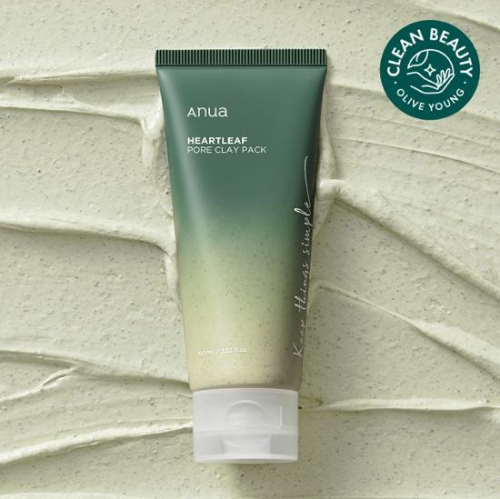 CLEAN BEAUTY
OLIVE YOUNG
Anua
HEARTLEAF
PORE CLAY PACK
Keep things simple